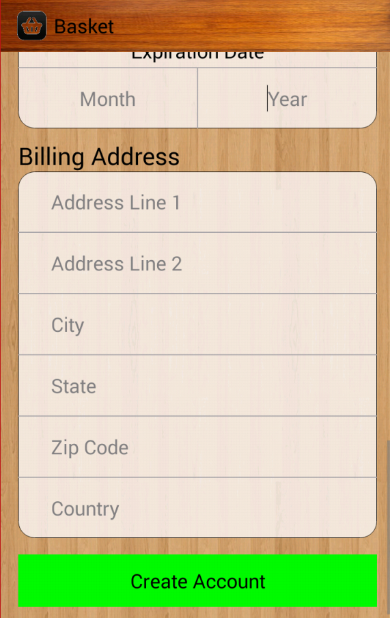 Basket
Expiration Date
Month Year
Billing Address
Address Line 1
Address Line 2
City
State
Zip Code
Country
Create Account